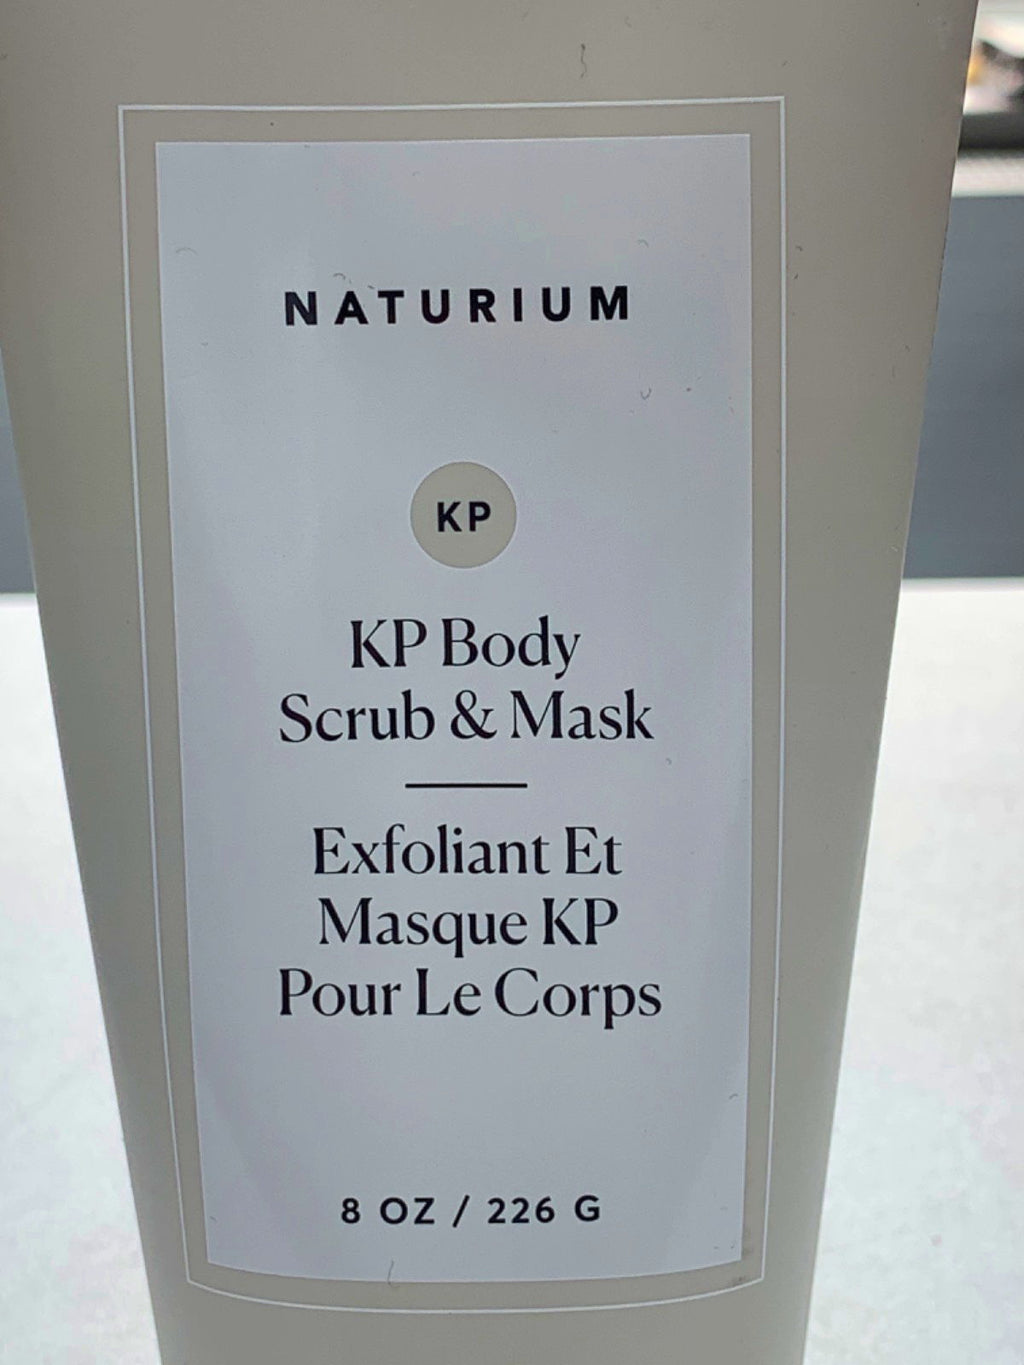 NATURIUM
KP
KP Body
Scrub & Mask
Exfoliant Et
Masque KP
Pour Le Corps
8 OZ / 226 G